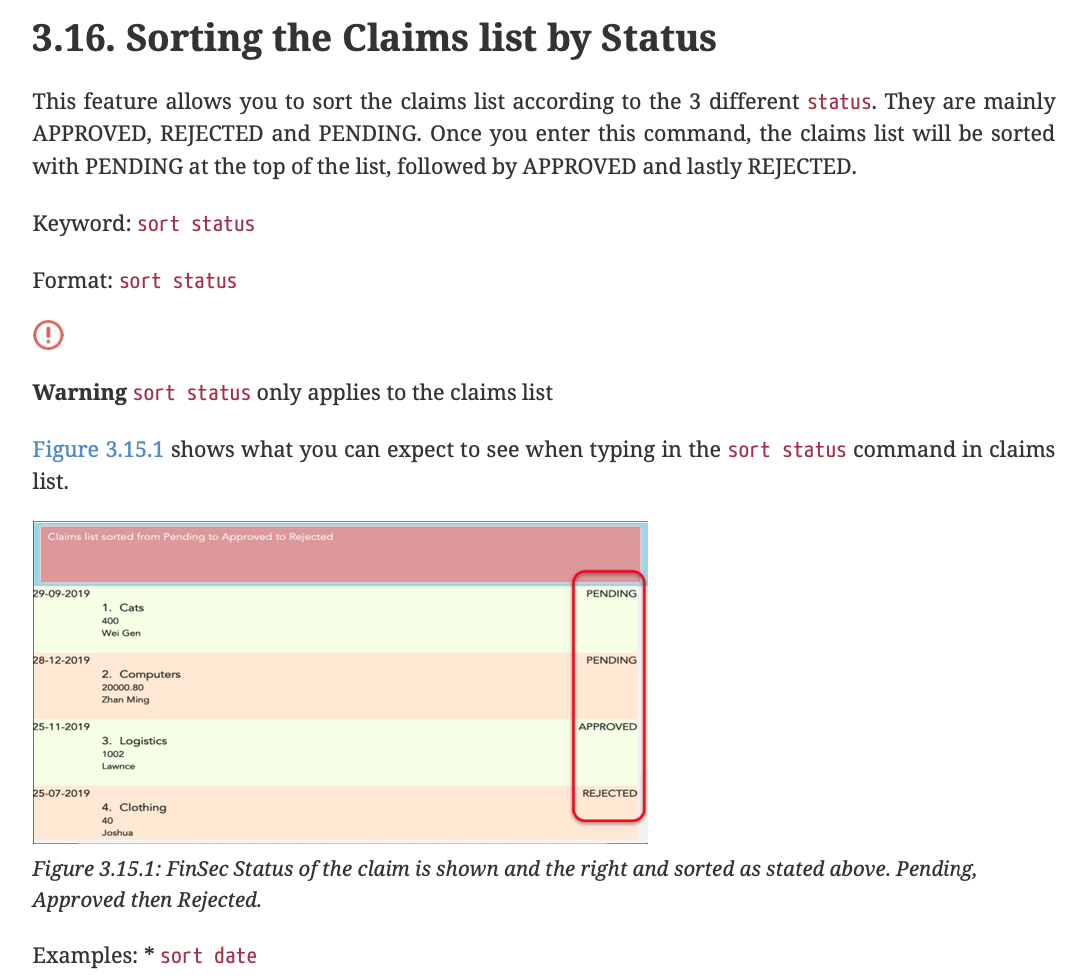 3.16. Sorting the Claims list by Status
This feature allows you to sort the claims list according to the 3 different status. They are mainly
APPROVED, REJECTED and PENDING. Once you enter this command, the claims list will be sorted
with PENDING at the top of the list, followed by APPROVED and lastly REJECTED.
Keyword: sort status
Format: sort status
Warning sort status only applies to the claims list
Figure 3.15.1 shows what you can expect to see when typing in the sort status command in claims
list.
Claims list sorted from Pending to Approved to Rejected
29-09-2019 PENDING
1. Cats
400
Wei Gen
28-12-2019 PENDING
2. Computers
20000.80
Zhan Ming
25-11-2019 APPROVED
3. Logistics
1002
Lawnce
25-07-2019 REJECTED
4. Clothing
40
Joshua
Figure 3.15.1: FinSec Status of the claim is shown and the right and sorted as stated above. Pending,
Approved then Rejected.
Examples: * sort date